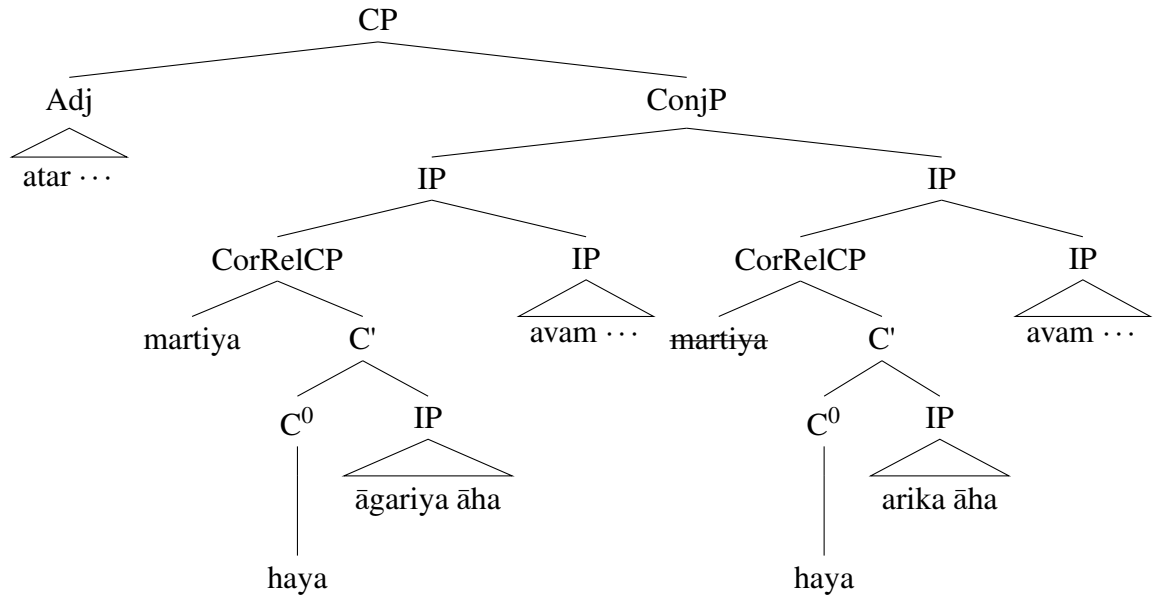 CP
Adj ConjP
atar ···
IP IP
CorRelCP IP CorRelCP IP
martiya C' avam ··· martiya C' avam ···
C⁰ IP C⁰ IP
āgariya āha arika āha
haya haya